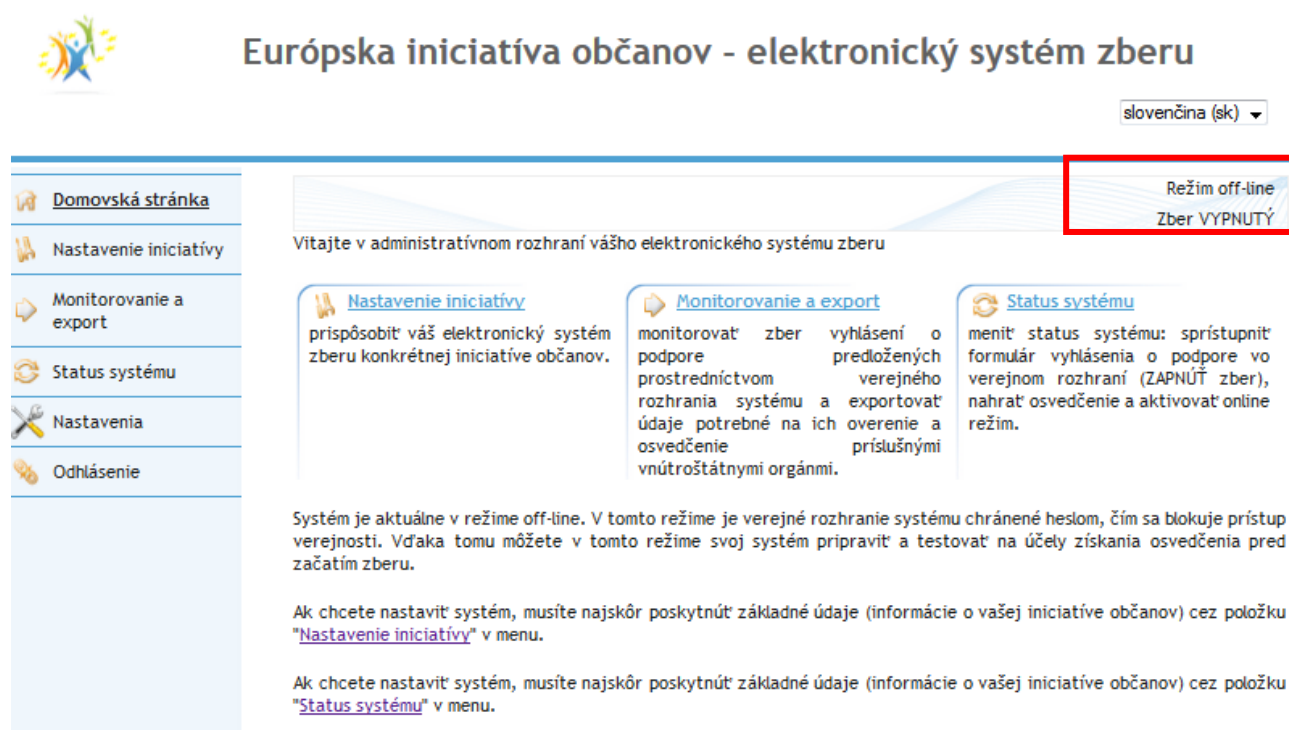 Európska iniciatíva občanov - elektronický systém zberu
slovenčina (sk)
Domovská stránka
Nastavenie iniciatívy
Monitorovanie a
export
Status systému
Nastavenia
Odhlásenie
Režim off-line
Zber VYPNUTÝ
Vitajte v administratívnom rozhraní vášho elektronického systému zberu
Nastavenie iniciatívy
prispôsobiť váš elektronický systém
zberu konkrétnej iniciatíve občanov.
Monitorovanie a export
monitorovať zber vyhlásení o
podpore predložených
prostredníctvom verejného
rozhrania systému a exportovať
údaje potrebné na ich overenie a
osvedčenie príslušnými
vnútroštátnymi orgánmi.
Status systému
meniť status systému: sprístupniť
formulár vyhlásenia o podpore vo
verejnom rozhraní (ZAPNÚŤ zber),
nahrať osvedčenie a aktivovať online
režim.
Systém je aktuálne v režime off-line. V tomto režime je verejné rozhranie systému chránené heslom, čím sa blokuje prístup
verejnosti. Vďaka tomu môžete v tomto režime svoj systém pripraviť a testovať na účely získania osvedčenia pred
začatím zberu.
Ak chcete nastaviť systém, musíte najskôr poskytnúť základné údaje (informácie o vašej iniciatíve občanov) cez položku
"Nastavenie iniciatívy" v menu.
Ak chcete nastaviť systém, musíte najskôr poskytnúť základné údaje (informácie o vašej iniciatíve občanov) cez položku
"Status systému" v menu.